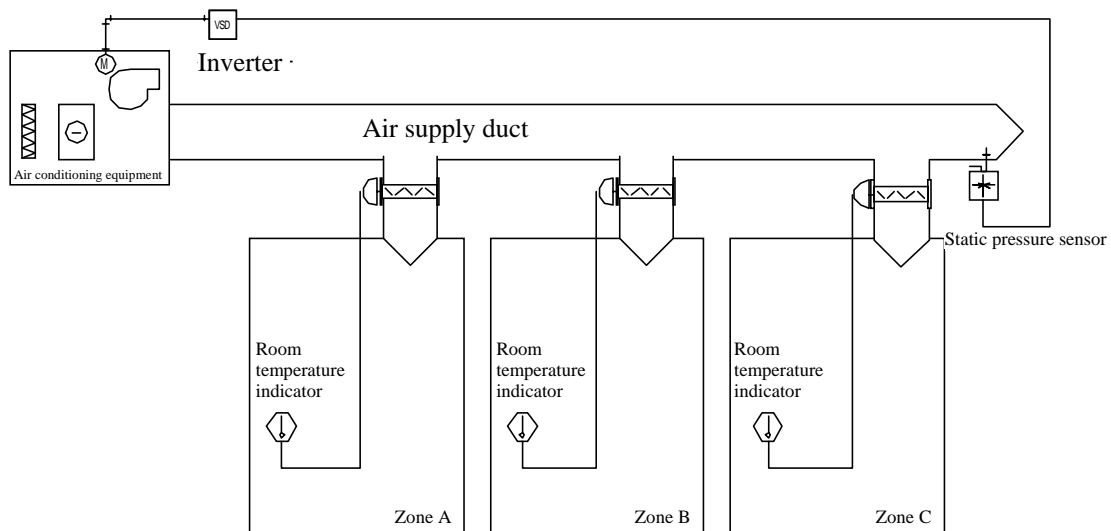 VSD
Inverter ·
M
Air supply duct
Air conditioning equipment
Static pressure sensor
Room
temperature
indicator
Room
temperature
indicator
Room
temperature
indicator
Zone A
Zone B
Zone C